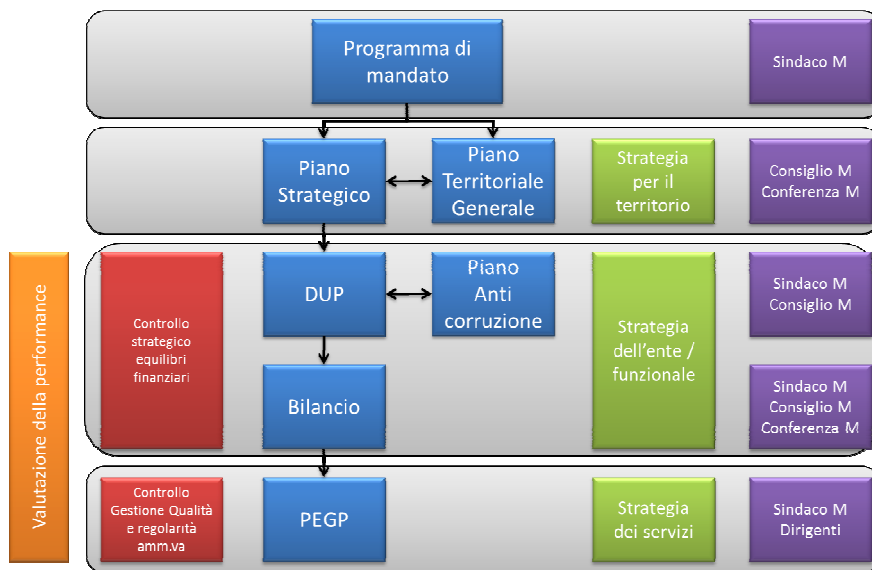 Programma di
mandato
Sindaco M
Piano
Strategico
Piano
Territoriale
Generale
Strategia
per il
territorio
Consiglio M
Conferenza M
Valutazione della performance
Controllo
strategico
equilibri
finanziari
DUP
Piano
Anti
corruzione
Strategia
dell'ente /
funzionale
Sindaco M
Consiglio M
Bilancio
Sindaco M
Consiglio M
Conferenza M
Controllo
Gestione Qualità
e regolarità
amm.va
PEGP
Strategia
dei servizi
Sindaco M
Dirigenti